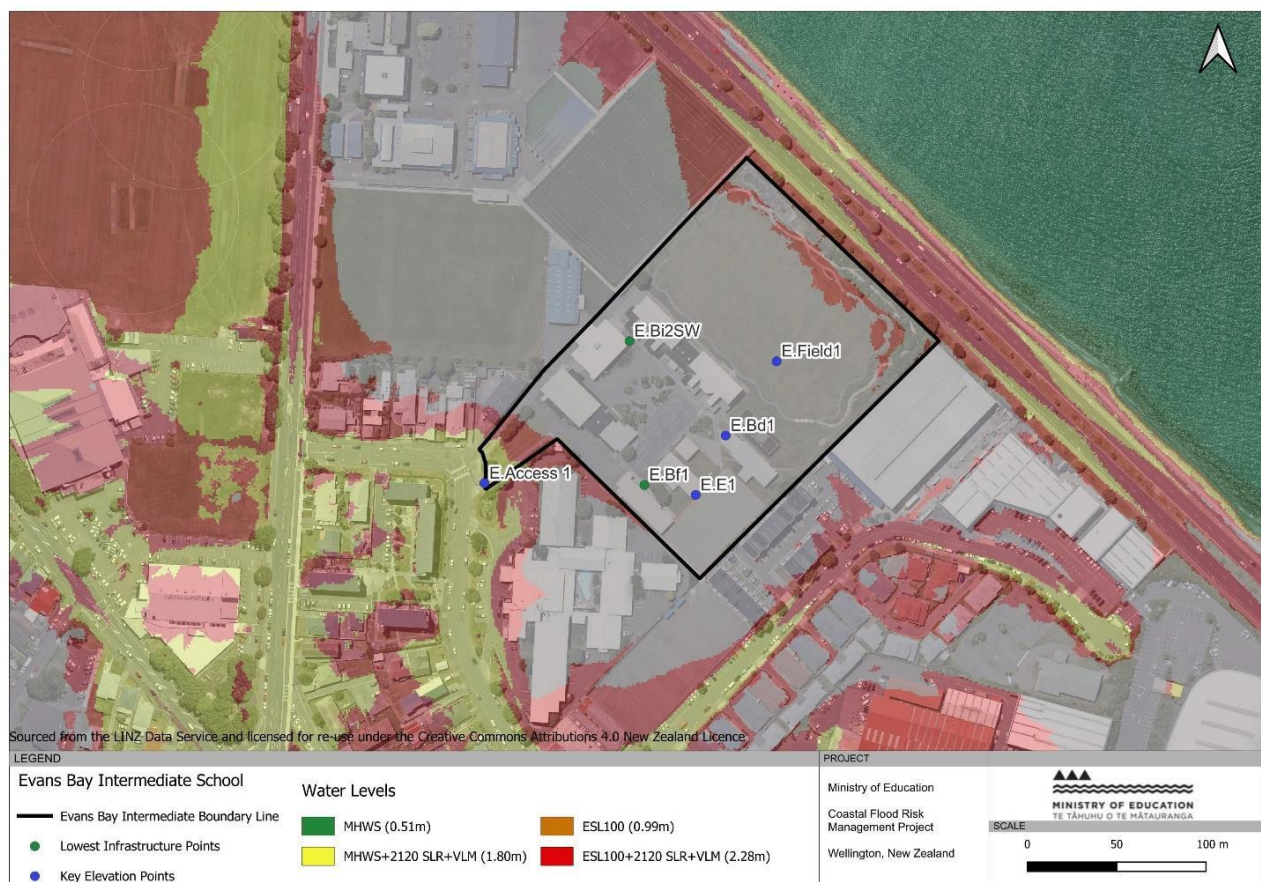 E.Bi2SW
E.Field1
E.Bd1
E.Access 1
E.Bf1
E.E1
Sourced from the LINZ Data Service and licensed for re-use under the Creative Commons Attributions 4.0 New Zealand Licence
LEGEND
Evans Bay Intermediate School
Evans Bay Intermediate Boundary Line
Lowest Infrastructure Points
Key Elevation Points
Water Levels
MHWS (0.51m)
ESL100 (0.99m)
MHWS+2120 SLR+VLM (1.80m)
ESL100+2120 SLR+VLM (2.28m)
PROJECT
Ministry of Education
Coastal Flood Risk
Management Project
Wellington, New Zealand
MINISTRY OF EDUCATION
TE TĀHUHU O TE MĀTAURANGA
SCALE
0 50 100 m